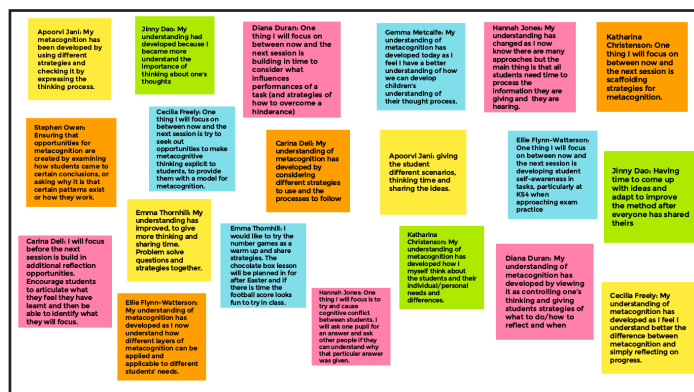 Apoorvi Jani: My
metacognition has
been developed by
using different
strategies and
checking it by
expressing the
thinking process.
Jinny Dao: My
understanding had
developed because I
became more
understand the
importance of
thinking about one's
thoughts
Diana Duran: One
thing I will focus on
between now and the
next session is
building in time to
consider what
influences
performances of a
task (and strategies of
how to overcome a
hinderance)
Gemma Metcalfe: My
understanding of
metacognition has
developed today as I
feel I have a better
understanding of how
we can develop
children's
understanding of
their thought process.
Hannah Jones: My
understanding has
changed as I now
know there are many
approaches but the
main thing is that all
students need time to
process the
information they
are giving and they are
hearing.
Katharina
Christenson: One
thing I will focus on
between now and
the next session is
scaffolding
strategies for
metacognition.
Stephen Owen:
Ensuring that
opportunities for
metacognition are
created by examining
how students came to
certain conclusions, or
asking why it is that
certain patterns exist
or how they work.
Cecilia Freely: One
thing I will focus on
between now and the
next session is try to
seek out
opportunities to make
metacognitive
thinking explicit to
students, to provide
them with a model for
metacognition.
Carina Deli: My
understanding of
metacognition has
developed by
considering
different strategies
to use and the
processes to follow
Apoorvi Jani: giving
the student
different scenarios,
thinking time and
sharing the ideas.
Ellie Flynn-Watterson:
One thing I will focus
on between now and
the next session is
developing student
self-awareness in
tasks, particularly at
KS4 when
approaching exam
practice
Jinny Dao: Having
time to come up
with ideas and
adapt to improve
the method after
everyone has shared
theirs
Carina Deli: I will focus
before the next
session is build in
additional reflection
opportunities.
Encourage students
to articulate what
they feel they have
learnt and then be
able to identify what
they will focus.
Emma Thornhill: My
understanding has
improved, to give
more thinking and
sharing time.
Problem solve
questions and
strategies together.
Emma Thornhill: I
would like to try the
number games as a
warm up and share
strategies. The
chocolate box lesson
will be planned in for
after Easter and if
there is time the
football score looks
fun to try in class.
Katharina
Christenson: My
understanding of
metacognition has
developed how I
myself think about
the students and their
individual/personal
needs and
differences.
Diana Duran: My
understanding of
metacognition has
developed by viewing
it as controlling one's
thinking and giving
students strategies of
what to do/how to
reflect and when
Ellie Flynn-Watterson:
My understanding of
metacognition has
developed as I now
understand how
different layers of
metacognition can be
applied and
applicable to different
students' needs.
Hannah Jones: One
thing I will focus is to
try and cause
cognitive conflict
between students. I
will ask one pupil for
an answer and ask
other people if they
can understand why
that particular answer
was given.
Cecilia Freely: My
understanding of
metacognition has
developed as I feel I
understand better the
difference between
metacognition and
simply reflecting on
progress.